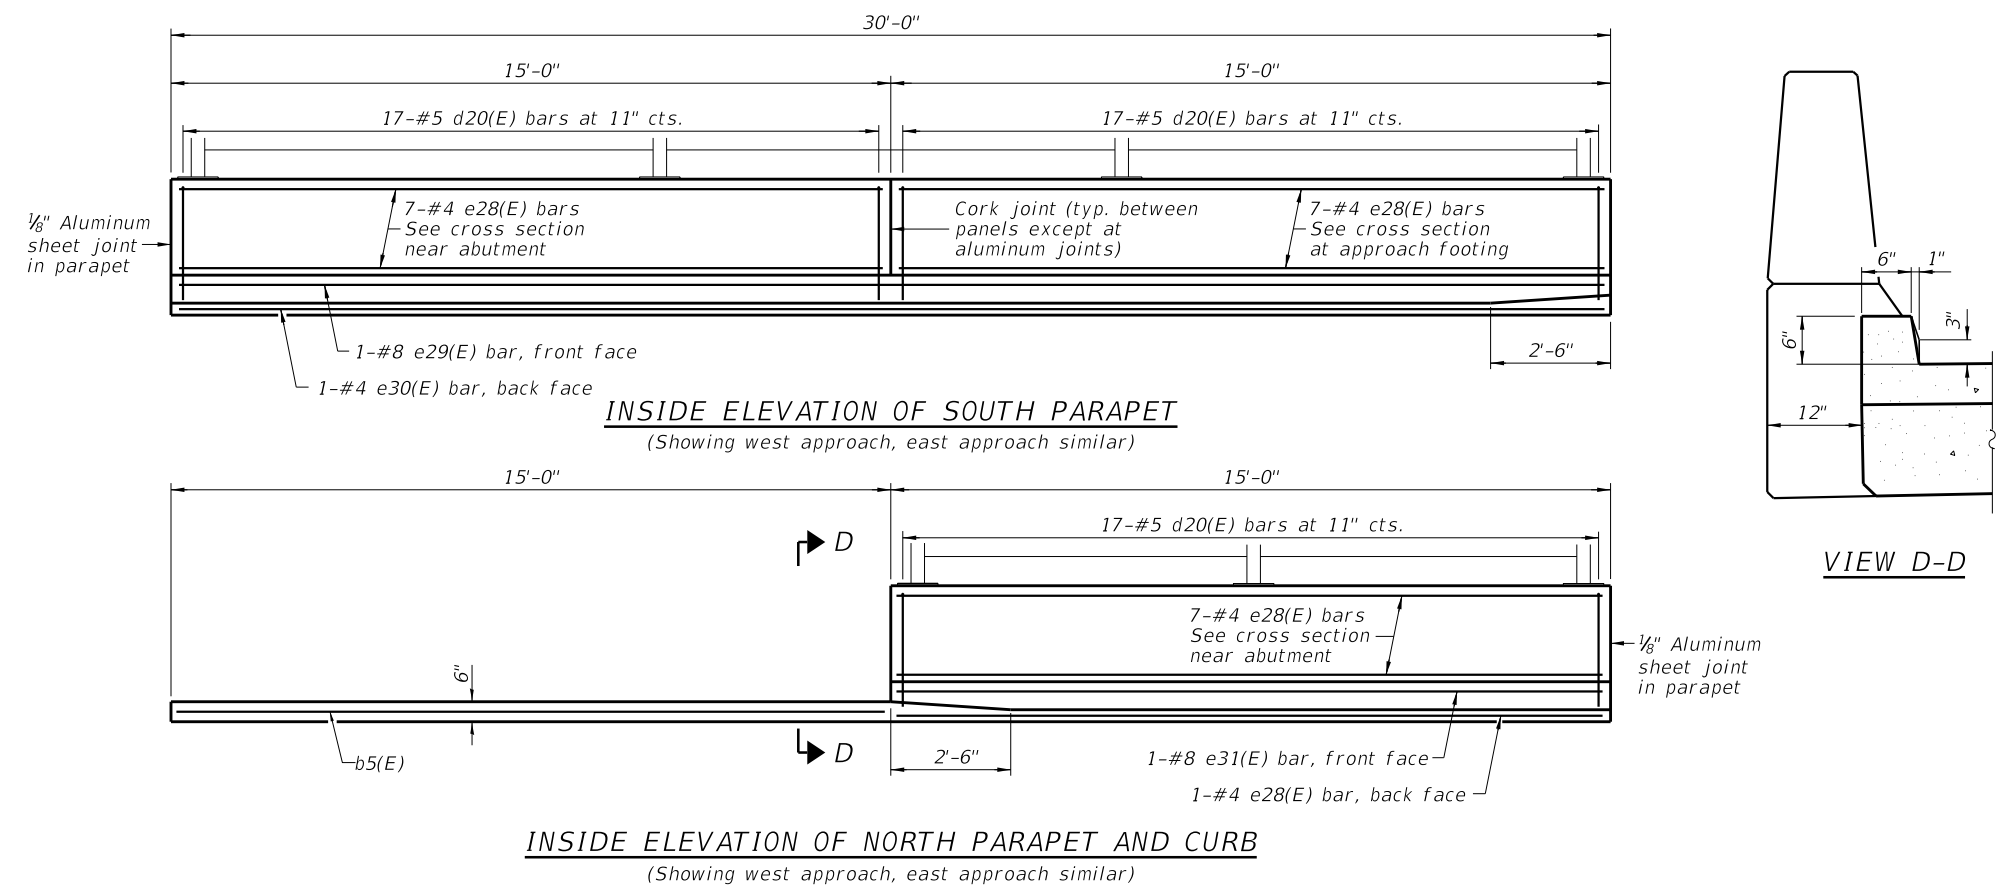 30'-0"
15'-0"
15'-0"
17-#5 d20(E) bars at 11" cts.
17-#5 d20(E) bars at 11" cts.
⅛" Aluminum
sheet joint
in parapet
7-#4 e28(E) bars
See cross section
near abutment
Cork joint (typ. between
panels except at
aluminum joints)
7-#4 e28(E) bars
See cross section
at approach footing
1-#8 e29(E) bar, front face
1-#4 e30(E) bar, back face
2'-6"
INSIDE ELEVATION OF SOUTH PARAPET
(Showing west approach, east approach similar)
6"
1"
3"
6"
12"
VIEW D-D
15'-0"
15'-0"
17-#5 d20(E) bars at 11" cts.
D
7-#4 e28(E) bars
See cross section
near abutment
⅛" Aluminum
sheet joint
in parapet
6"
b5(E)
D
2'-6"
1-#8 e31(E) bar, front face
1-#4 e28(E) bar, back face
INSIDE ELEVATION OF NORTH PARAPET AND CURB
(Showing west approach, east approach similar)